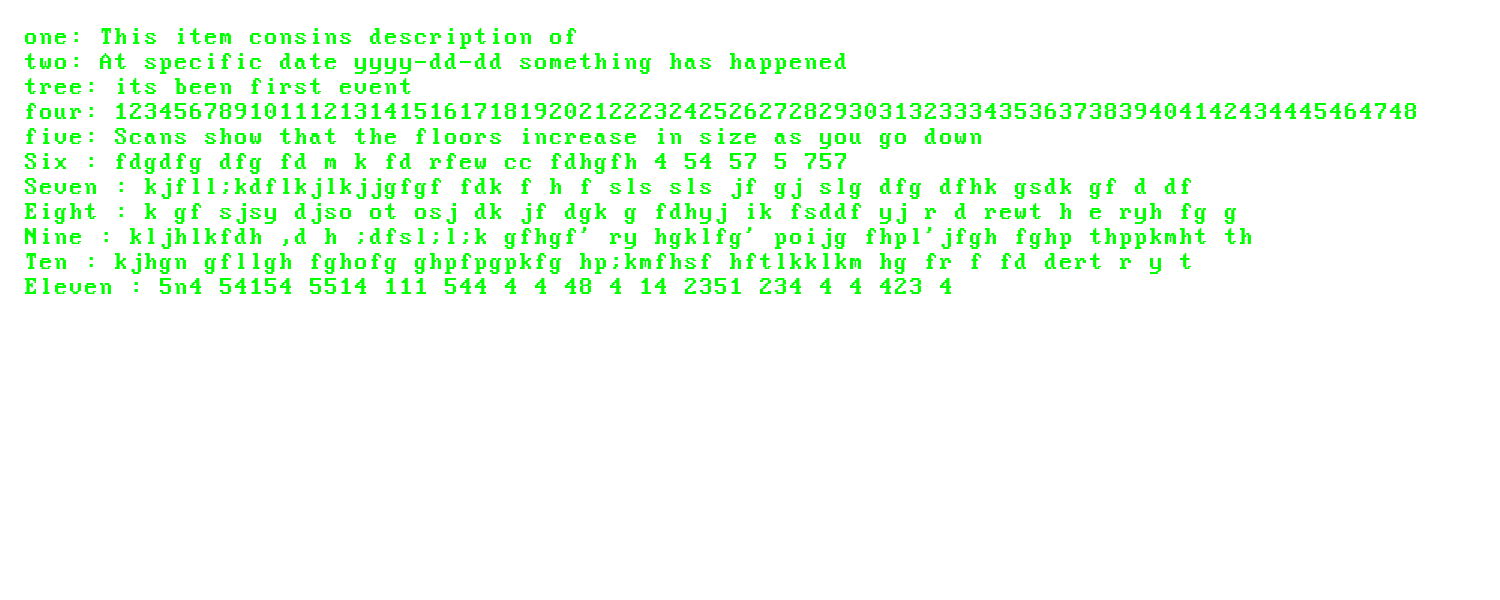 one: This item consins description of
two: At specific date yyyy-dd-dd something has happened
tree: its been first event
four: 123456789101112131415161718192021222324252627282930313233343536373839404142434445464748
five: Scans show that the floors increase in size as you go down
Six : fdgdfg dfg fd m k fd rfew cc fdhgfh 4 54 57 5 757
Seven : kjfll;kdflkjlkjjgfgf fdk f h f sls sls jf gj slg dfg dfhk gsdk gf d df
Eight : k gf sjsy djso ot osj dk jf dgk g fdhyj ik fsddf yj r d rewt h e ryh fg g
Nine : kljhlkfdh ,d h ;dfsl;l;k gfhgf' ry hgklfg' poijg fhpl'jfgh fghp thppkmht th
Ten : kjhgn gfllgh fghofg ghpfpgpkfg hp;kmfhsf hftlkklkm hg fr f fd dert r y t
Eleven : 5n4 54154 5514 111 544 4 4 48 4 14 2351 234 4 4 423 4